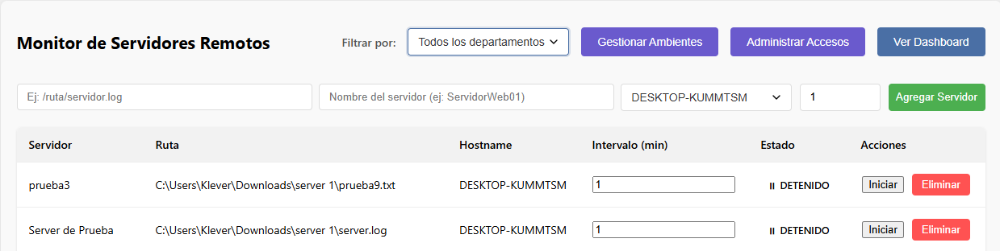 Monitor de Servidores Remotos Filtrar por: Todos los departamentos Gestionar Ambientes Administrar Accesos Ver Dashboard
Ej: /ruta/servidor.log Nombre del servidor (ej: ServidorWeb01) DESKTOP-KUMMTSM 1 Agregar Servidor
Servidor Ruta Hostname Intervalo (min) Estado Acciones
prueba3 C:\Users\Klever\Downloads\server 1\prueba9.txt DESKTOP-KUMMTSM 1 ⏸ DETENIDO Iniciar Eliminar
Server de Prueba C:\Users\Klever\Downloads\server 1\server.log DESKTOP-KUMMTSM 1 ⏸ DETENIDO Iniciar Eliminar